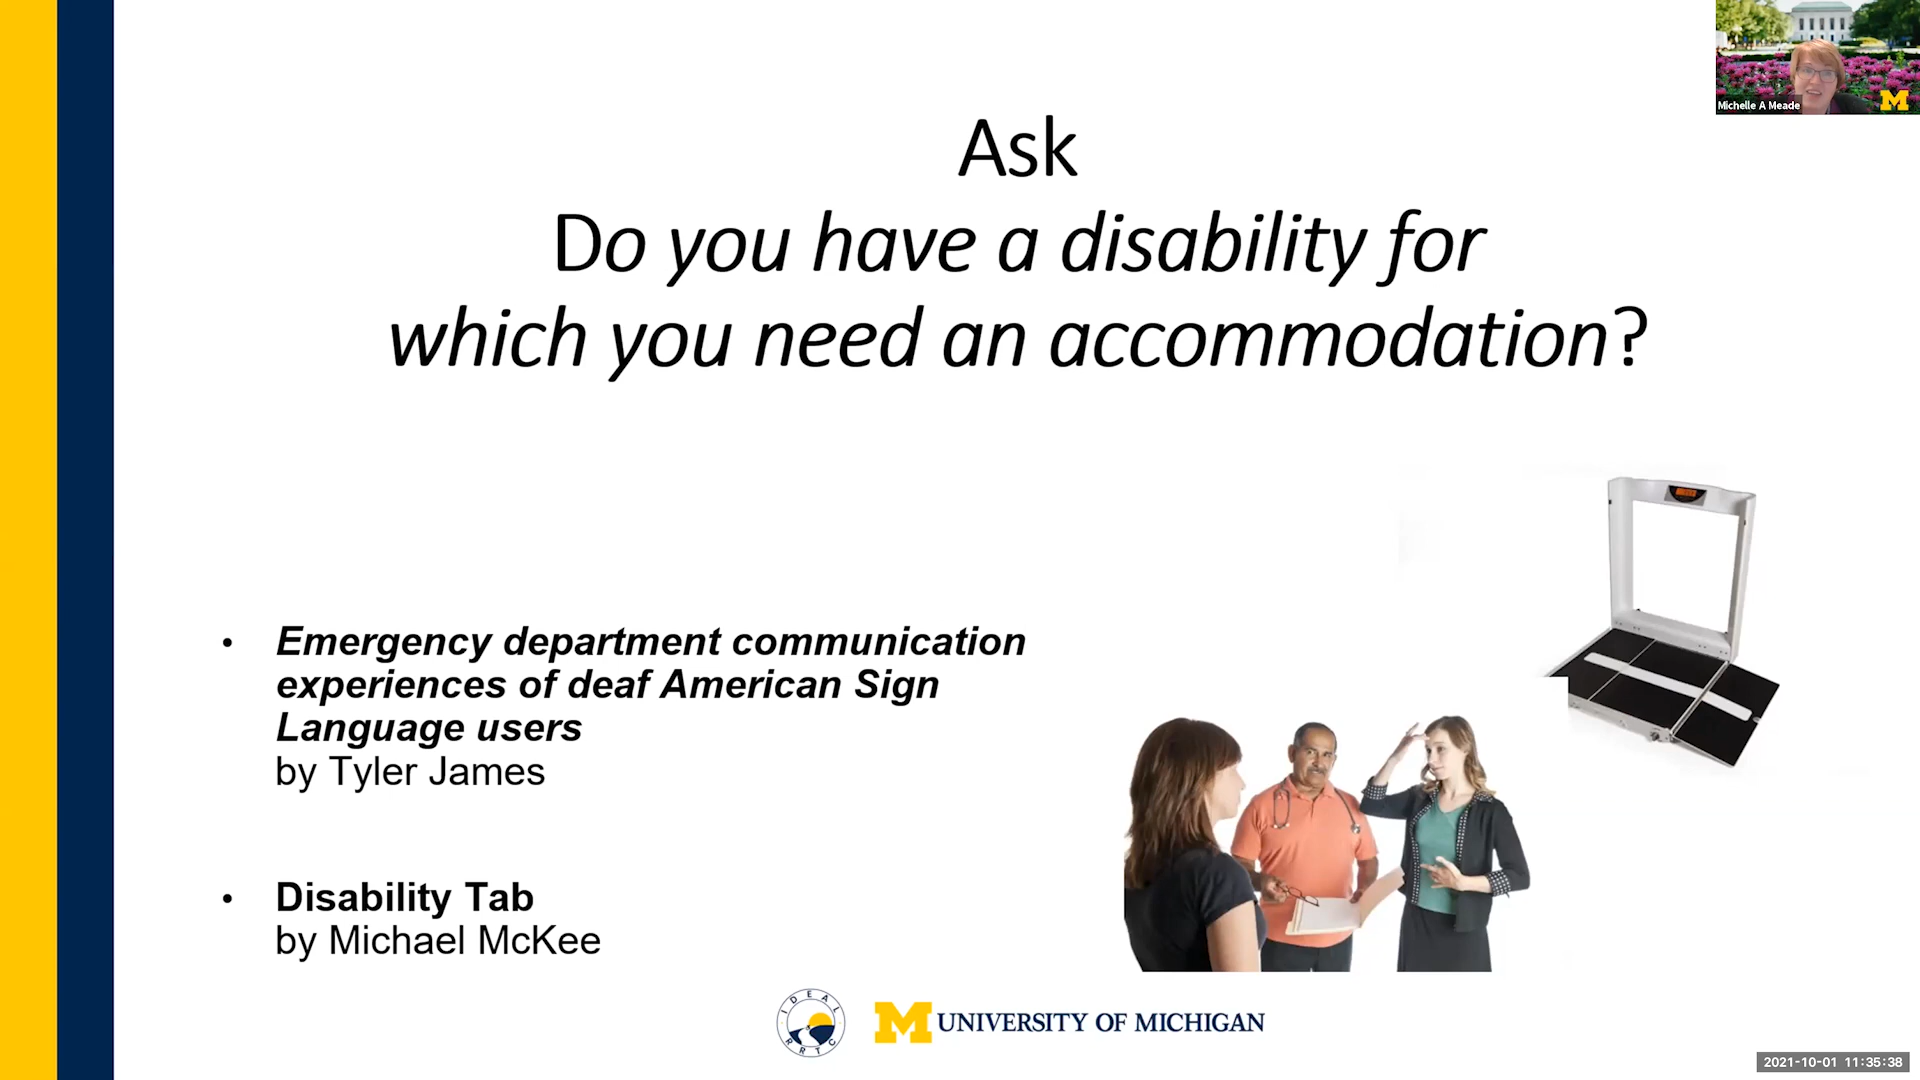 Michelle A Meade
M
Ask
Do you have a disability for
which you need an accommodation?
• Emergency department communication
experiences of deaf American Sign
Language users
by Tyler James
• Disability Tab
by Michael McKee
IDEAL
RRTC
M UNIVERSITY OF MICHIGAN
2021-10-01 11:35:38